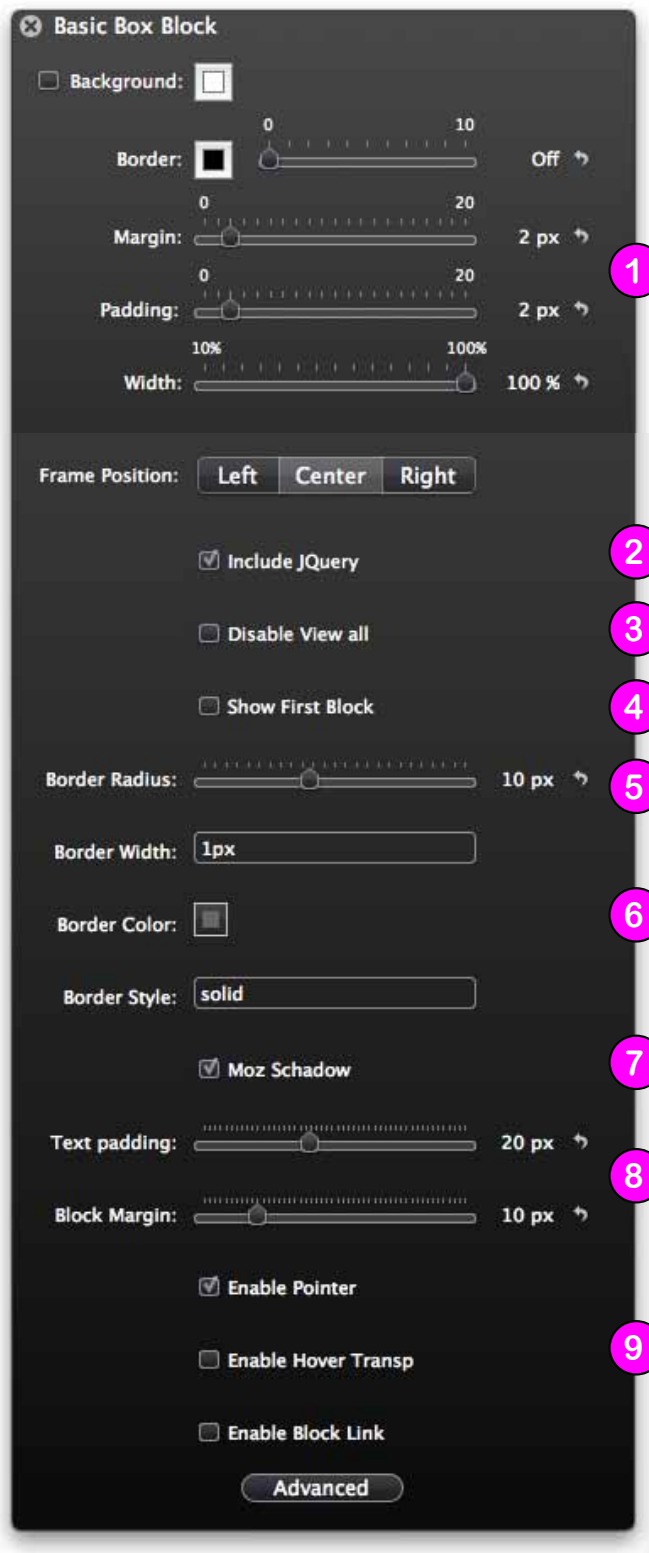 Basic Box Block
Background:
0 10
Border: Off
0 20
Margin: 2 px
1
0 20
Padding: 2 px
10% 100%
Width: 100 %
Frame Position: Left Center Right
Include JQuery 2
Disable View all 3
Show First Block 4
Border Radius: 10 px 5
Border Width: 1px
Border Color: 6
Border Style: solid
Moz Schadow 7
Text padding: 20 px
8
Block Margin: 10 px
Enable Pointer
Enable Hover Transp 9
Enable Block Link
Advanced